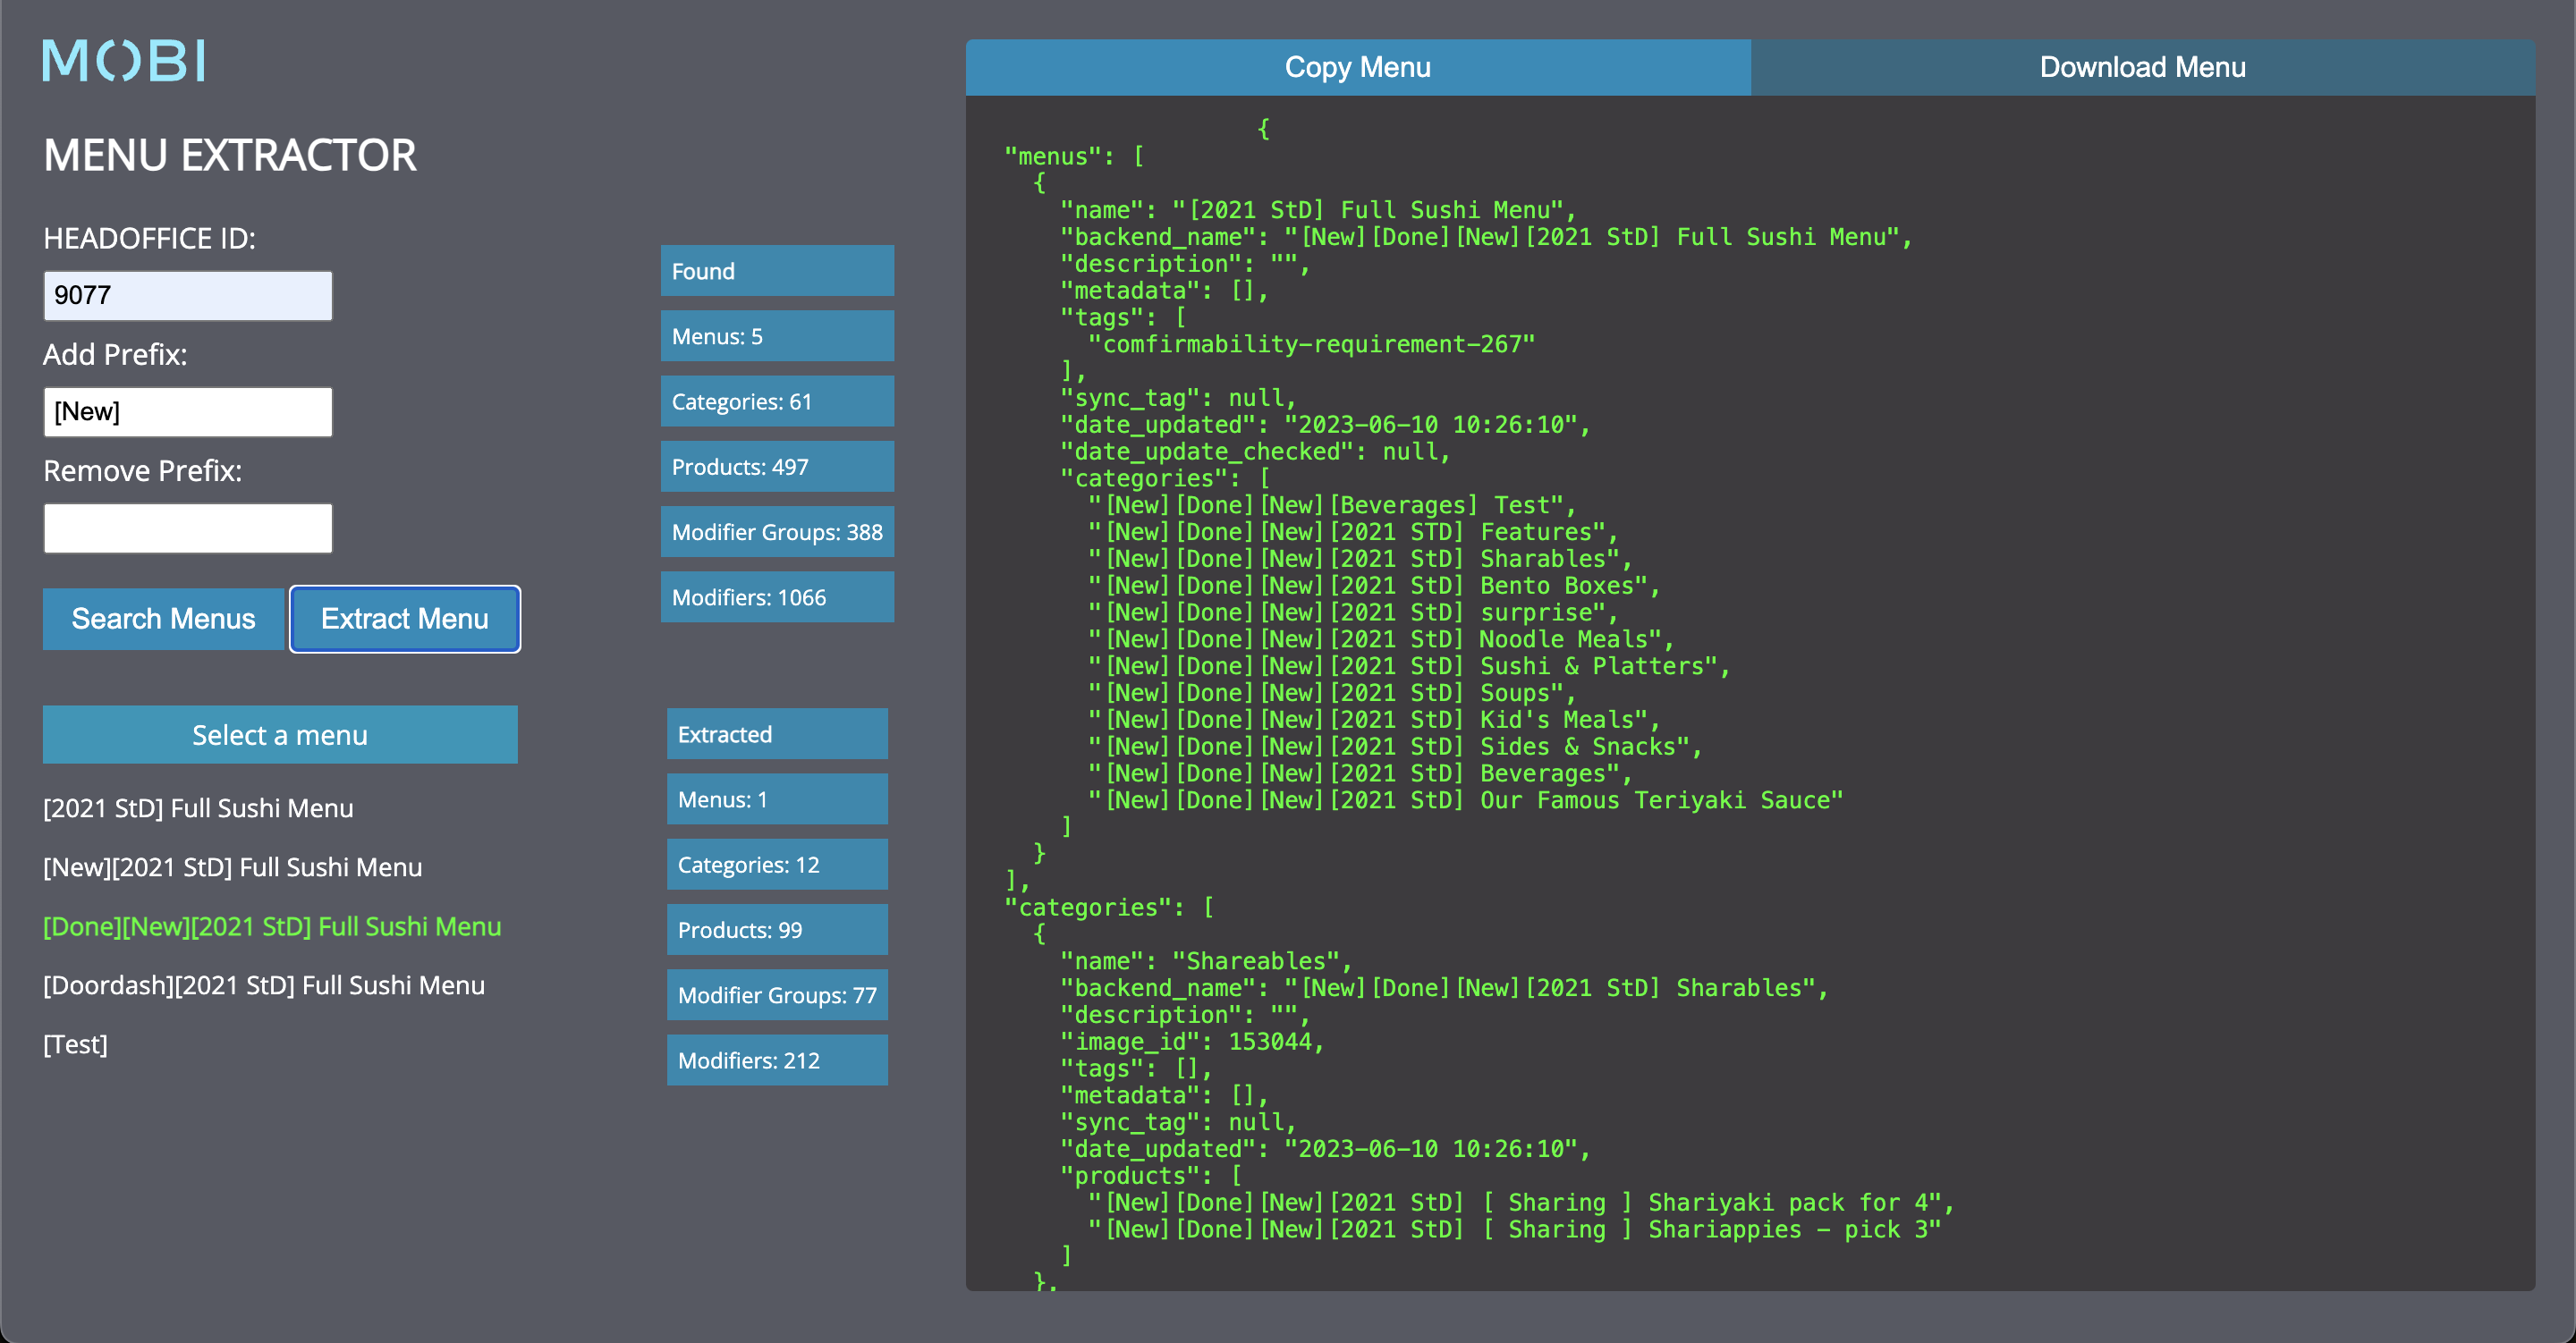 MOBI
MENU EXTRACTOR
HEADOFFICE ID:
9077
Add Prefix:
[New]
Remove Prefix:
Search Menus
Extract Menu
Select a menu
[2021 StD] Full Sushi Menu
[New][2021 StD] Full Sushi Menu
[Done][New][2021 StD] Full Sushi Menu
[Doordash][2021 StD] Full Sushi Menu
[Test]
Found
Menus: 5
Categories: 61
Products: 497
Modifier Groups: 388
Modifiers: 1066
Extracted
Menus: 1
Categories: 12
Products: 99
Modifier Groups: 77
Modifiers: 212
Copy Menu
Download Menu
{
"menus": [
{
"name": "[2021 StD] Full Sushi Menu",
"backend_name": "[New][Done][New][2021 StD] Full Sushi Menu",
"description": "",
"metadata": [],
"tags": [
"comfirmability-requirement-267"
],
"sync_tag": null,
"date_updated": "2023-06-10 10:26:10",
"date_update_checked": null,
"categories": [
"[New][Done][New][Beverages] Test",
"[New][Done][New][2021 STD] Features",
"[New][Done][New][2021 StD] Sharables",
"[New][Done][New][2021 StD] Bento Boxes",
"[New][Done][New][2021 StD] surprise",
"[New][Done][New][2021 StD] Noodle Meals",
"[New][Done][New][2021 StD] Sushi & Platters",
"[New][Done][New][2021 StD] Soups",
"[New][Done][New][2021 StD] Kid's Meals",
"[New][Done][New][2021 StD] Sides & Snacks",
"[New][Done][New][2021 StD] Beverages",
"[New][Done][New][2021 StD] Our Famous Teriyaki Sauce"
]
}
],
"categories": [
{
"name": "Shareables",
"backend_name": "[New][Done][New][2021 StD] Sharables",
"description": "",
"image_id": 153044,
"tags": [],
"metadata": [],
"sync_tag": null,
"date_updated": "2023-06-10 10:26:10",
"products": [
"[New][Done][New][2021 StD] [ Sharing ] Shariyaki pack for 4",
"[New][Done][New][2021 StD] [ Sharing ] Shariappies - pick 3"
]
},